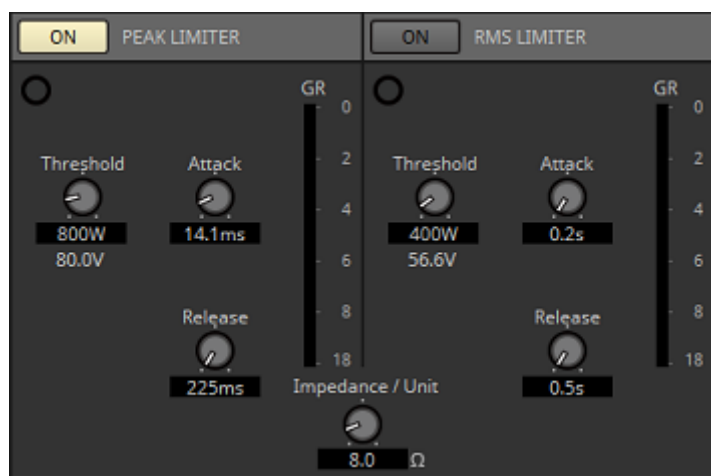 ON PEAK LIMITER ON RMS LIMITER
GR GR
0 0
Threshold Attack 2 Threshold Attack 2
4 4
800W 14.1ms 400W 0.2s
80.0V 6 56.6V 6
Release 8 Release 8
18 18
225ms Impedance / Unit 0.5s
8.0 Ω